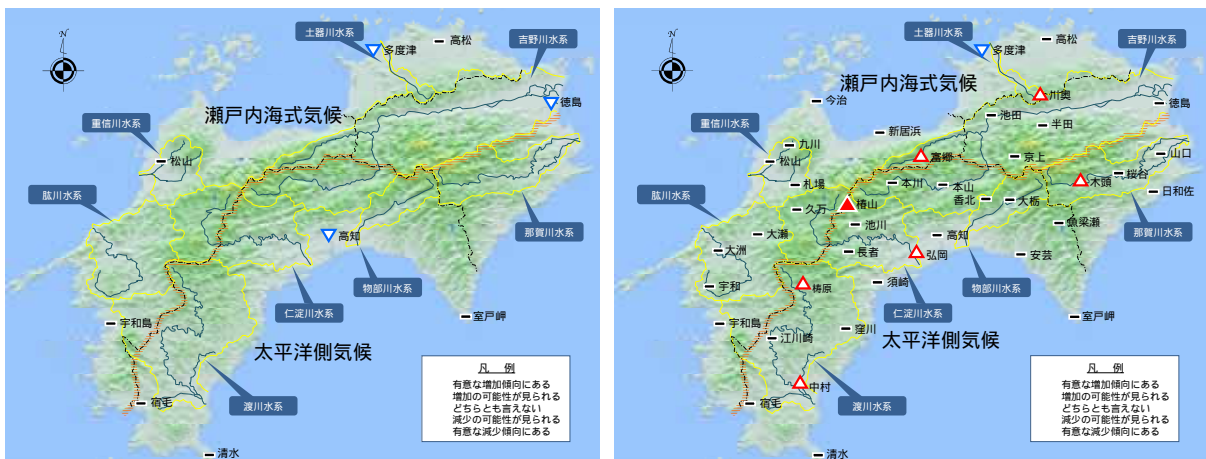 N
土器川水系
多度津
高松
吉野川水系
瀬戸内海式気候
徳島
重信川水系
松山
肱川水系
高知
那賀川水系
物部川水系
仁淀川水系
室戸岬
宇和島
太平洋側気候
渡川水系
宿毛
清水
凡 例
有意な増加傾向にある
増加の可能性が見られる
どちらとも言えない
減少の可能性が見られる
有意な減少傾向にある
N
土器川水系
多度津
高松
吉野川水系
瀬戸内海式気候
川奥
今治
徳島
池田
半田
重信川水系
新居浜
九川
松山
富郷
京上
山口
札場
本川
本山
木頭
桜谷
肱川水系
香北
大栃
日和佐
久万
椿山
池川
魚梁瀬
那賀川水系
大瀬
高知
大洲
長者
弘岡
安芸
宇和
梼原
須崎
物部川水系
仁淀川水系
室戸岬
宇和島
窪川
江川崎
太平洋側気候
中村
渡川水系
宿毛
清水
凡 例
有意な増加傾向にある
増加の可能性が見られる
どちらとも言えない
減少の可能性が見られる
有意な減少傾向にある